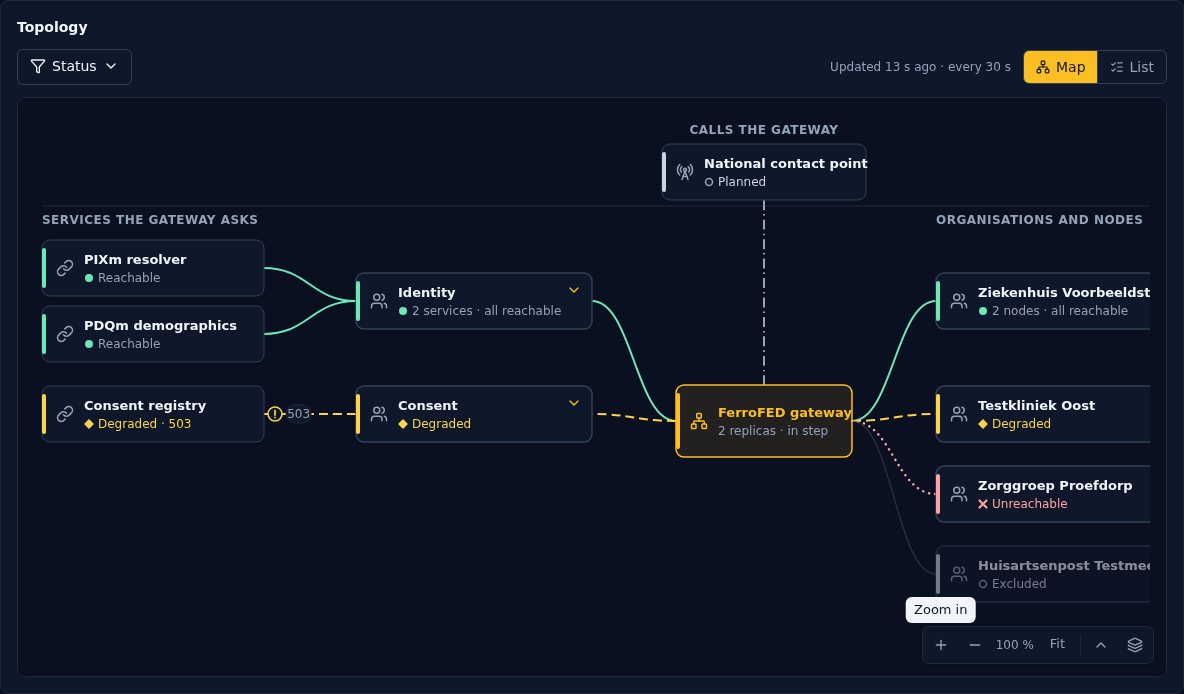 Topology
Status
Updated 13 s ago · every 30 s
Map
List
CALLS THE GATEWAY
National contact point
Planned
SERVICES THE GATEWAY ASKS
ORGANISATIONS AND NODES
PIXm resolver
Reachable
PDQm demographics
Reachable
Identity
2 services · all reachable
Ziekenhuis Voorbeeldst
2 nodes · all reachable
Consent registry
Degraded · 503
503
Consent
Degraded
FerroFED gateway
2 replicas · in step
Testkliniek Oost
Degraded
Zorggroep Proefdorp
Unreachable
Huisartsenpost Testmee
Excluded
Zoom in
100 %
Fit